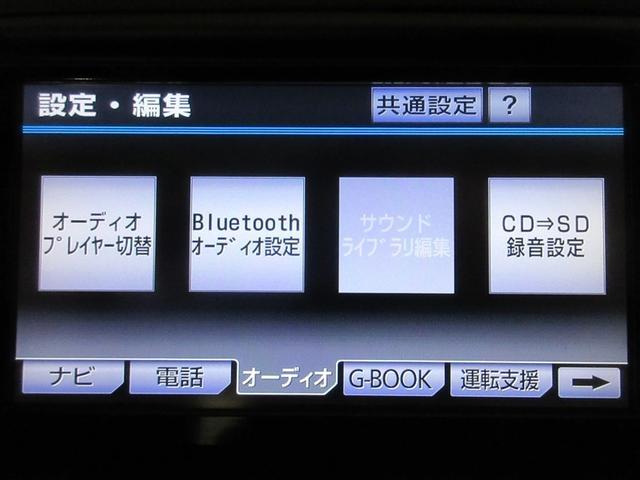 設定・編集
共通設定
?
オーディオ
プレイヤー切替
Bluetooth
オーディオ設定
サウンド
ライブラリ編集
CD⇒SD
録音設定
ナビ
電話
オーディオ
G-BOOK
運転支援